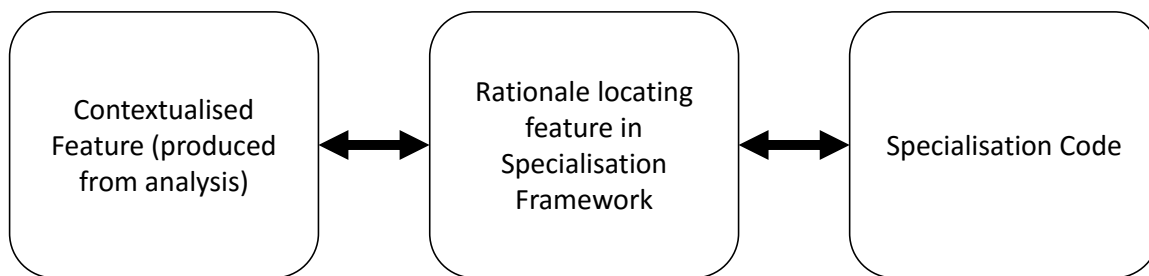 Contextualised
Feature (produced
from analysis)
Rationale locating
feature in
Specialisation
Framework
Specialisation Code